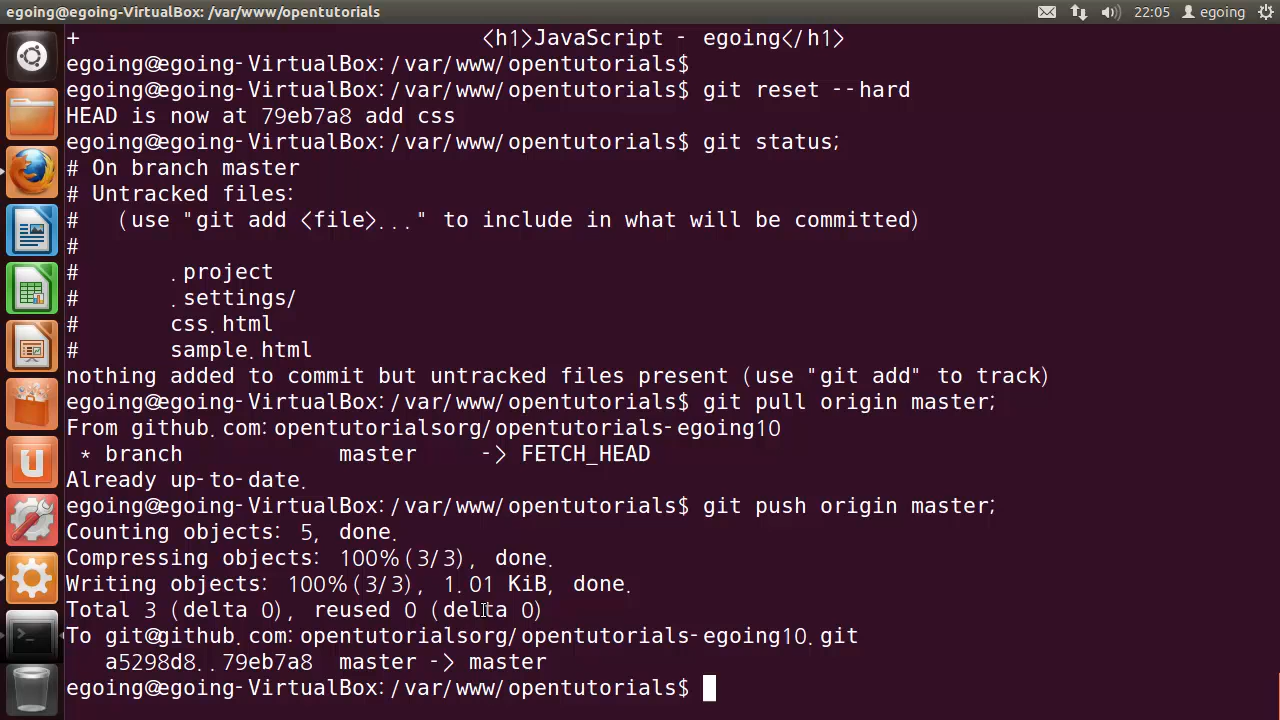 egoing@egoing-VirtualBox: /var/www/opentutorials
22:05
egoing
+ <h1>JavaScript - egoing</h1>
egoing@egoing-VirtualBox:/var/www/opentutorials$
egoing@egoing-VirtualBox:/var/www/opentutorials$ git reset --hard
HEAD is now at 79eb7a8 add css
egoing@egoing-VirtualBox:/var/www/opentutorials$ git status;
# On branch master
# Untracked files:
#   (use "git add <file>..." to include in what will be committed)
#
#       .project
#       .settings/
#       css.html
#       sample.html
nothing added to commit but untracked files present (use "git add" to track)
egoing@egoing-VirtualBox:/var/www/opentutorials$ git pull origin master;
From github.com:opentutorialsorg/opentutorials-egoing10
 * branch            master     -> FETCH_HEAD
Already up-to-date.
egoing@egoing-VirtualBox:/var/www/opentutorials$ git push origin master;
Counting objects: 5, done.
Compressing objects: 100% (3/3), done.
Writing objects: 100% (3/3), 1.01 KiB, done.
Total 3 (delta 0), reused 0 (delta 0)
To git@github.com:opentutorialsorg/opentutorials-egoing10.git
   a5298d8..79eb7a8  master -> master
egoing@egoing-VirtualBox:/var/www/opentutorials$